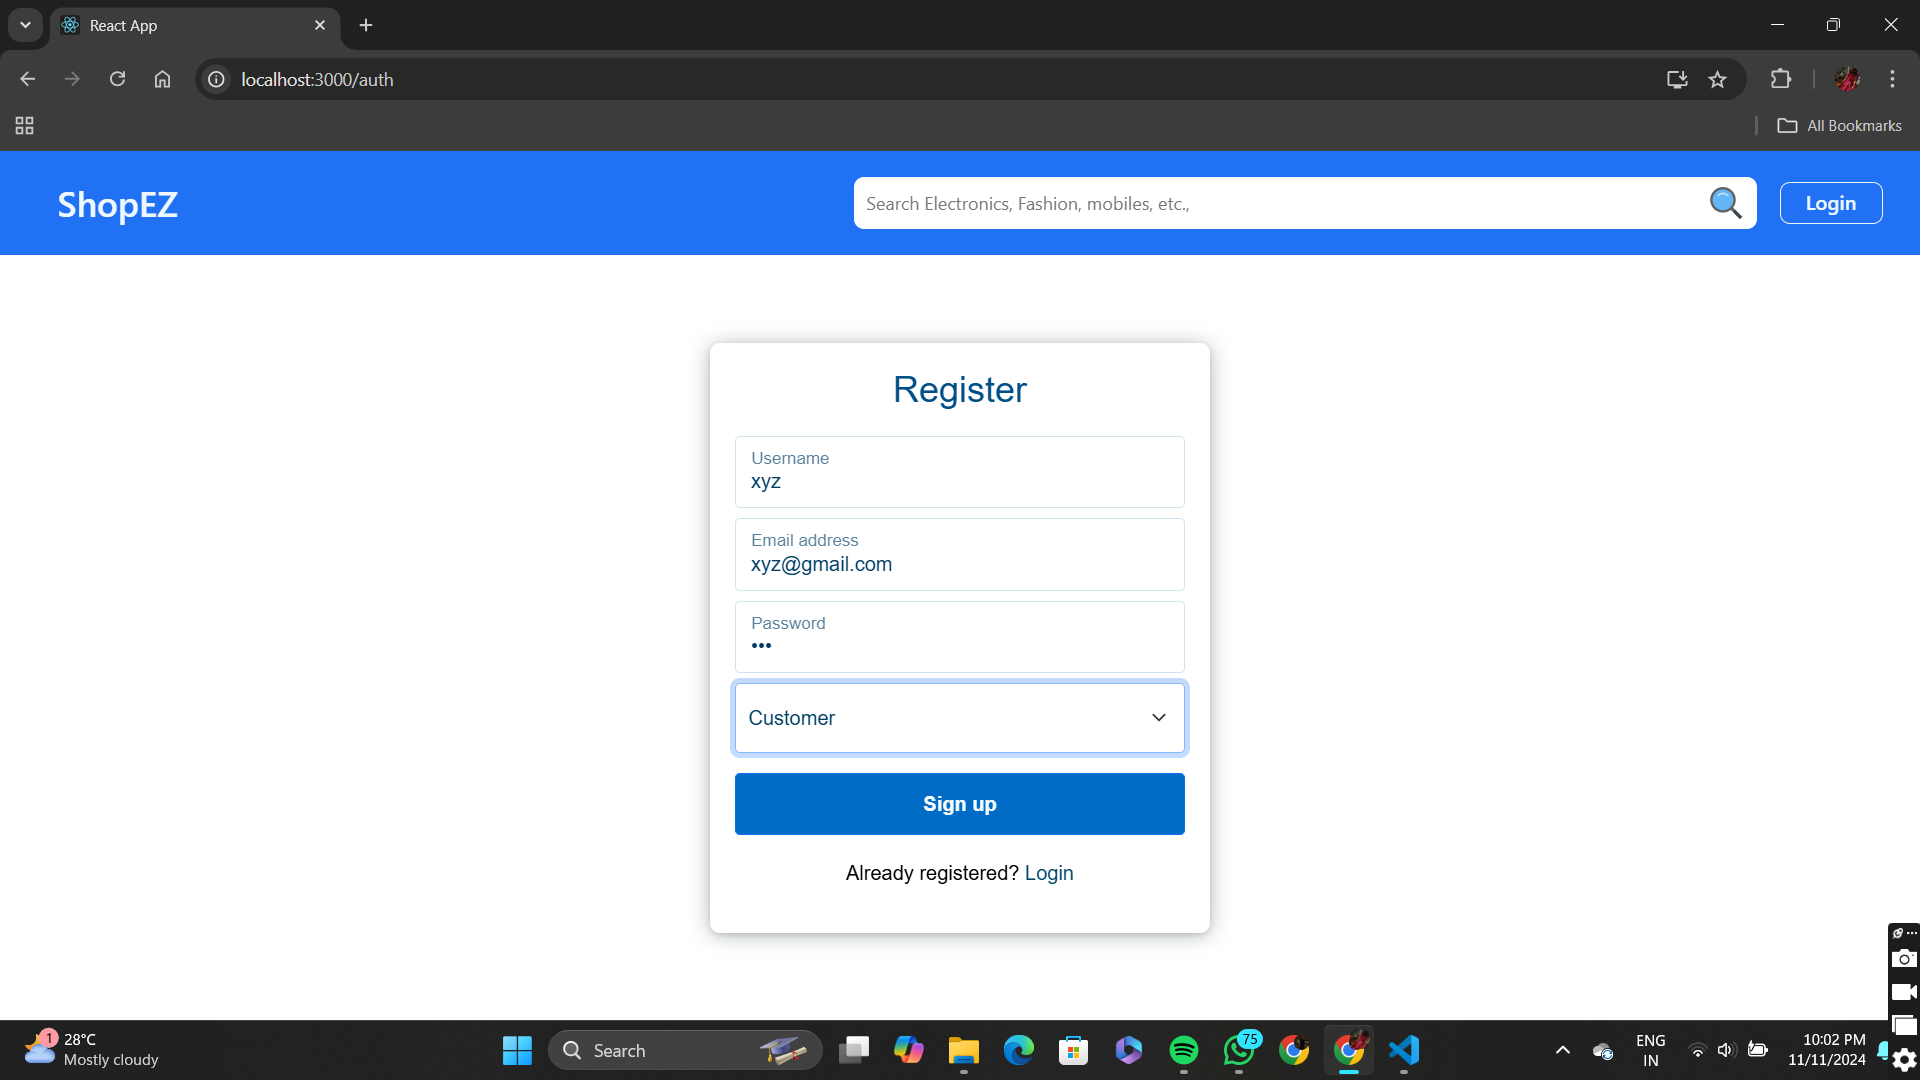 React App
localhost:3000/auth
All Bookmarks
ShopEZ
Search Electronics, Fashion, mobiles, etc.,
Login
Register
Username
xyz
Email address
xyz@gmail.com
Password
•••
Customer
Sign up
Already registered? Login
1
28°C
Mostly cloudy
Search
75
ENG
IN
10:02 PM
11/11/2024